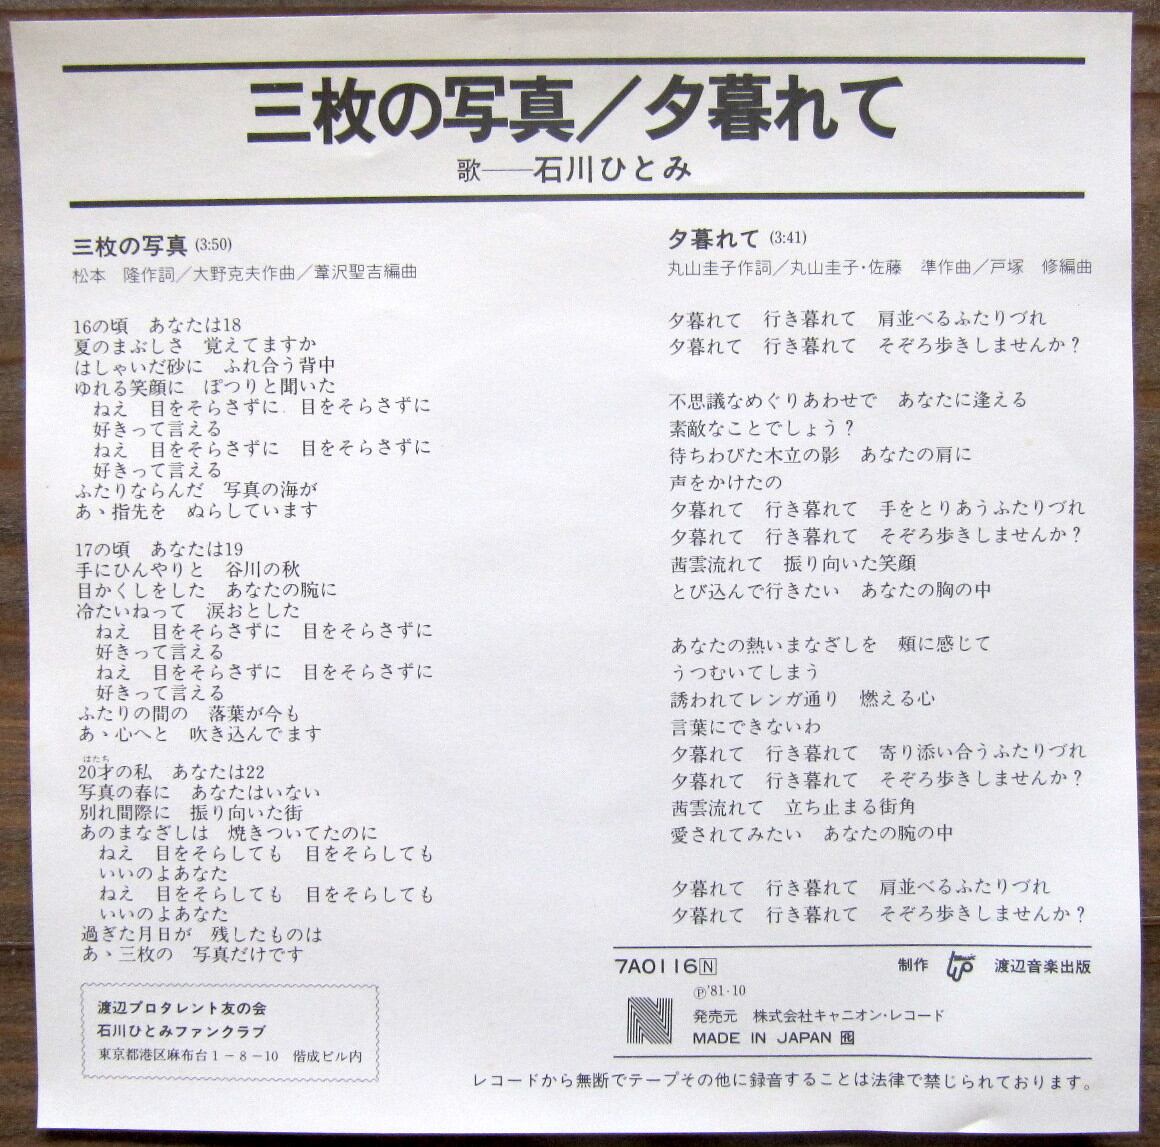 三枚の写真／夕暮れて
歌──石川ひとみ
三枚の写真 (3:50)
松本　隆作詞／大野克夫作曲／葦沢聖吉編曲
16の頃　あなたは18
夏のまぶしさ　覚えてますか
はしゃいだ砂に　ふれ合う背中
ゆれる笑顔に　ぽつりと聞いた
ねえ　目をそらさずに　目をそらさずに
好きって言える
ねえ　目をそらさずに　目をそらさずに
好きって言える
ふたりならんだ　写真の海が
あゝ指先を　ぬらしています
17の頃　あなたは19
手にひんやりと　谷川の秋
目かくしをした　あなたの腕に
冷たいねって　涙おとした
ねえ　目をそらさずに　目をそらさずに
好きって言える
ねえ　目をそらさずに　目をそらさずに
好きって言える
ふたりの間の　落葉が今も
あゝ心へと　吹き込んでます
はたち
20才の私　あなたは22
写真の春に　あなたはいない
別れ間際に　振り向いた街
あのまなざしは　焼きついてたのに
ねえ　目をそらしても　目をそらしても
いいのよあなた
ねえ　目をそらしても　目をそらしても
いいのよあなた
過ぎた月日が　残したものは
あゝ三枚の　写真だけです
渡辺プロタレント友の会
石川ひとみファンクラブ
東京都港区麻布台1－8－10　偕成ビル内
夕暮れて (3:41)
丸山圭子作詞／丸山圭子・佐藤　準作曲／戸塚　修編曲
夕暮れて　行き暮れて　肩並べるふたりづれ
夕暮れて　行き暮れて　そぞろ歩きしませんか？
不思議なめぐりあわせで　あなたに逢える
素敵なことでしょう？
待ちわびた木立の影　あなたの肩に
声をかけたの
夕暮れて　行き暮れて　手をとりあうふたりづれ
夕暮れて　行き暮れて　そぞろ歩きしませんか？
茜雲流れて　振り向いた笑顔
とび込んで行きたい　あなたの胸の中
あなたの熱いまなざしを　頰に感じて
うつむいてしまう
誘われてレンガ通り　燃える心
言葉にできないわ
夕暮れて　行き暮れて　寄り添い合うふたりづれ
夕暮れて　行き暮れて　そぞろ歩きしませんか？
茜雲流れて　立ち止まる街角
愛されてみたい　あなたの腕の中
夕暮れて　行き暮れて　肩並べるふたりづれ
夕暮れて　行き暮れて　そぞろ歩きしませんか？
7A0116 N
制作　渡辺音楽出版
Ⓟ'81·10
発売元　株式会社キャニオン・レコード
MADE IN JAPAN
レコードから無断でテープその他に録音することは法律で禁じられております。